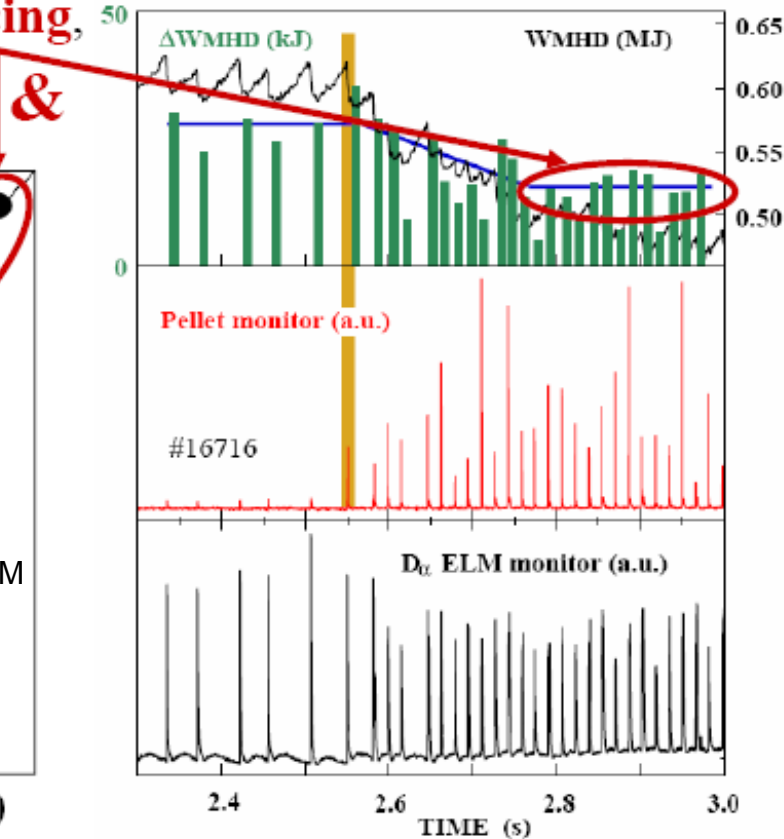 cing,
&
M
)
50
ΔWMHD (kJ)
WMHD (MJ)
0.65
0.60
0.55
0.50
0
Pellet monitor (a.u.)
#16716
Dα ELM monitor (a.u.)
2.4
2.6
2.8
3.0
TIME (s)